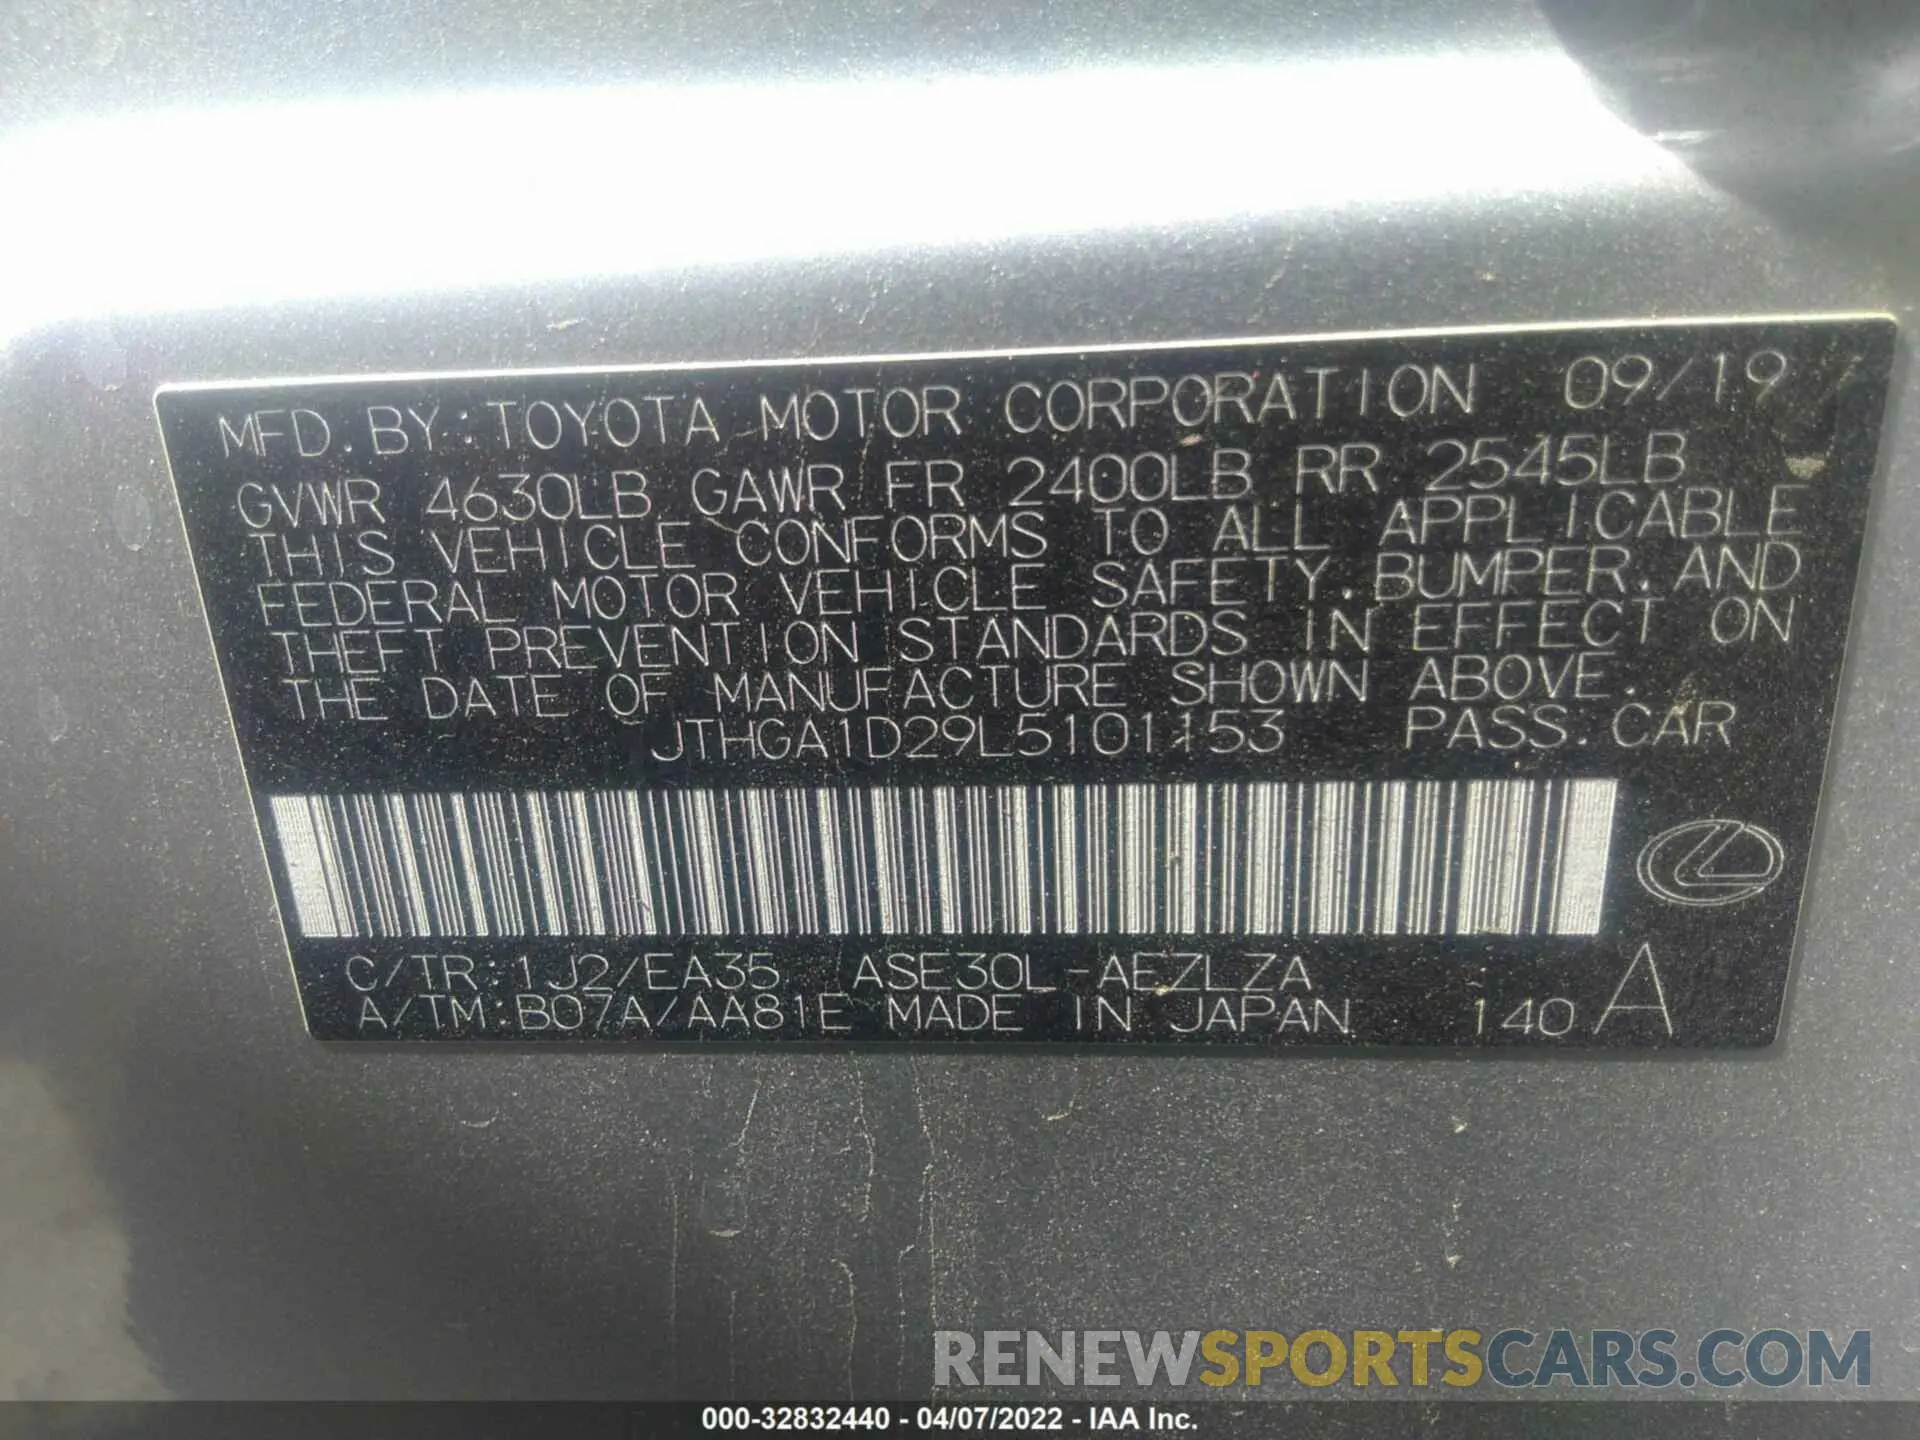 MFD. BY: TOYOTA MOTOR CORPORATION 09/19
GVWR 4630LB GAWR FR 2400LB RR 2545LB
THIS VEHICLE CONFORMS TO ALL APPLICABLE
FEDERAL MOTOR VEHICLE SAFETY, BUMPER, AND
THEFT PREVENTION STANDARDS IN EFFECT ON
THE DATE OF MANUFACTURE SHOWN ABOVE.
JTHGA1D29L5101153 PASS. CAR
C/TR: 1J2/EA35 ASE30L-AEZLZA
A/TM: B07A/AA81E MADE IN JAPAN 140 A
RENEWSPORTSCARS.COM
000-32832440 - 04/07/2022 - IAA Inc.